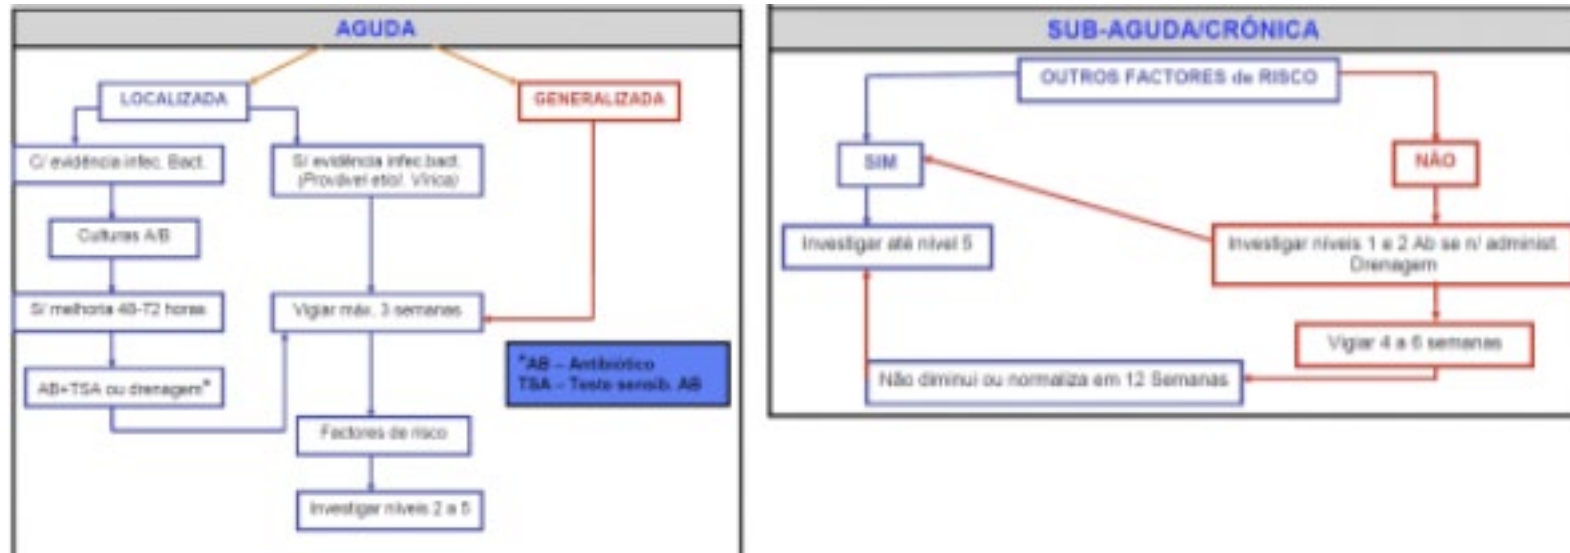 AGUDA
LOCALIZADA
GENERALIZADA
C/ evidência infec. Bact.
S/ evidência infec.bact.
(Provável etiol. Vírica)
Culturas A/B
S/ melhoria 48-72 horas
Vigiar máx. 3 semanas
AB+TSA ou drenagem*
*AB – Antibiótico
TSA – Teste sensib. AB
Factores de risco
Investigar níveis 2 a 5
SUB-AGUDA/CRÓNICA
OUTROS FACTORES de RISCO
SIM
NÃO
Investigar até nível 5
Investigar níveis 1 e 2 Ab se n/ administ.
Drenagem
Vigiar 4 a 6 semanas
Não diminui ou normaliza em 12 Semanas